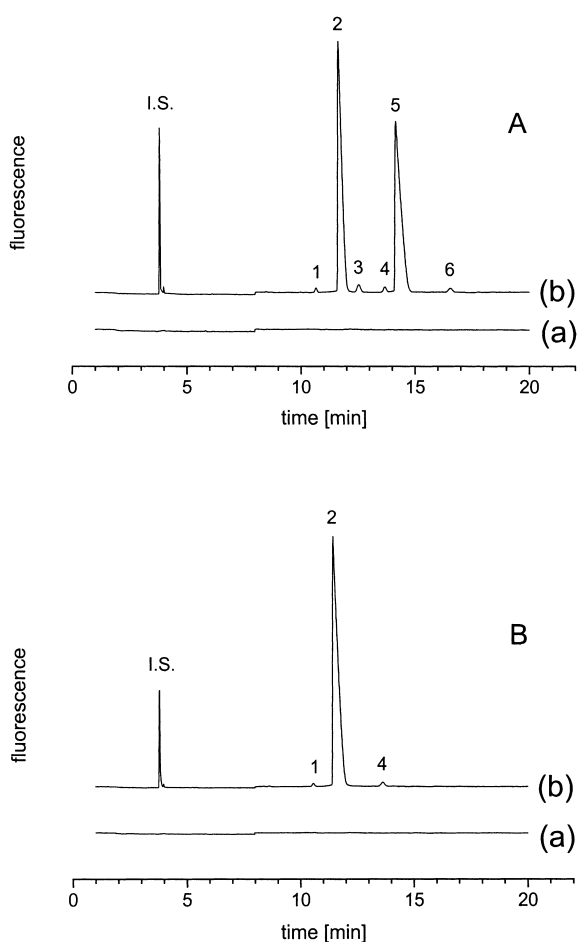 2
I.S.
5
A
fluorescence
1
3
4
6
(b)
(a)
0 5 10 15 20
time [min]
2
B
I.S.
fluorescence
1
4
(b)
(a)
0 5 10 15 20
time [min]